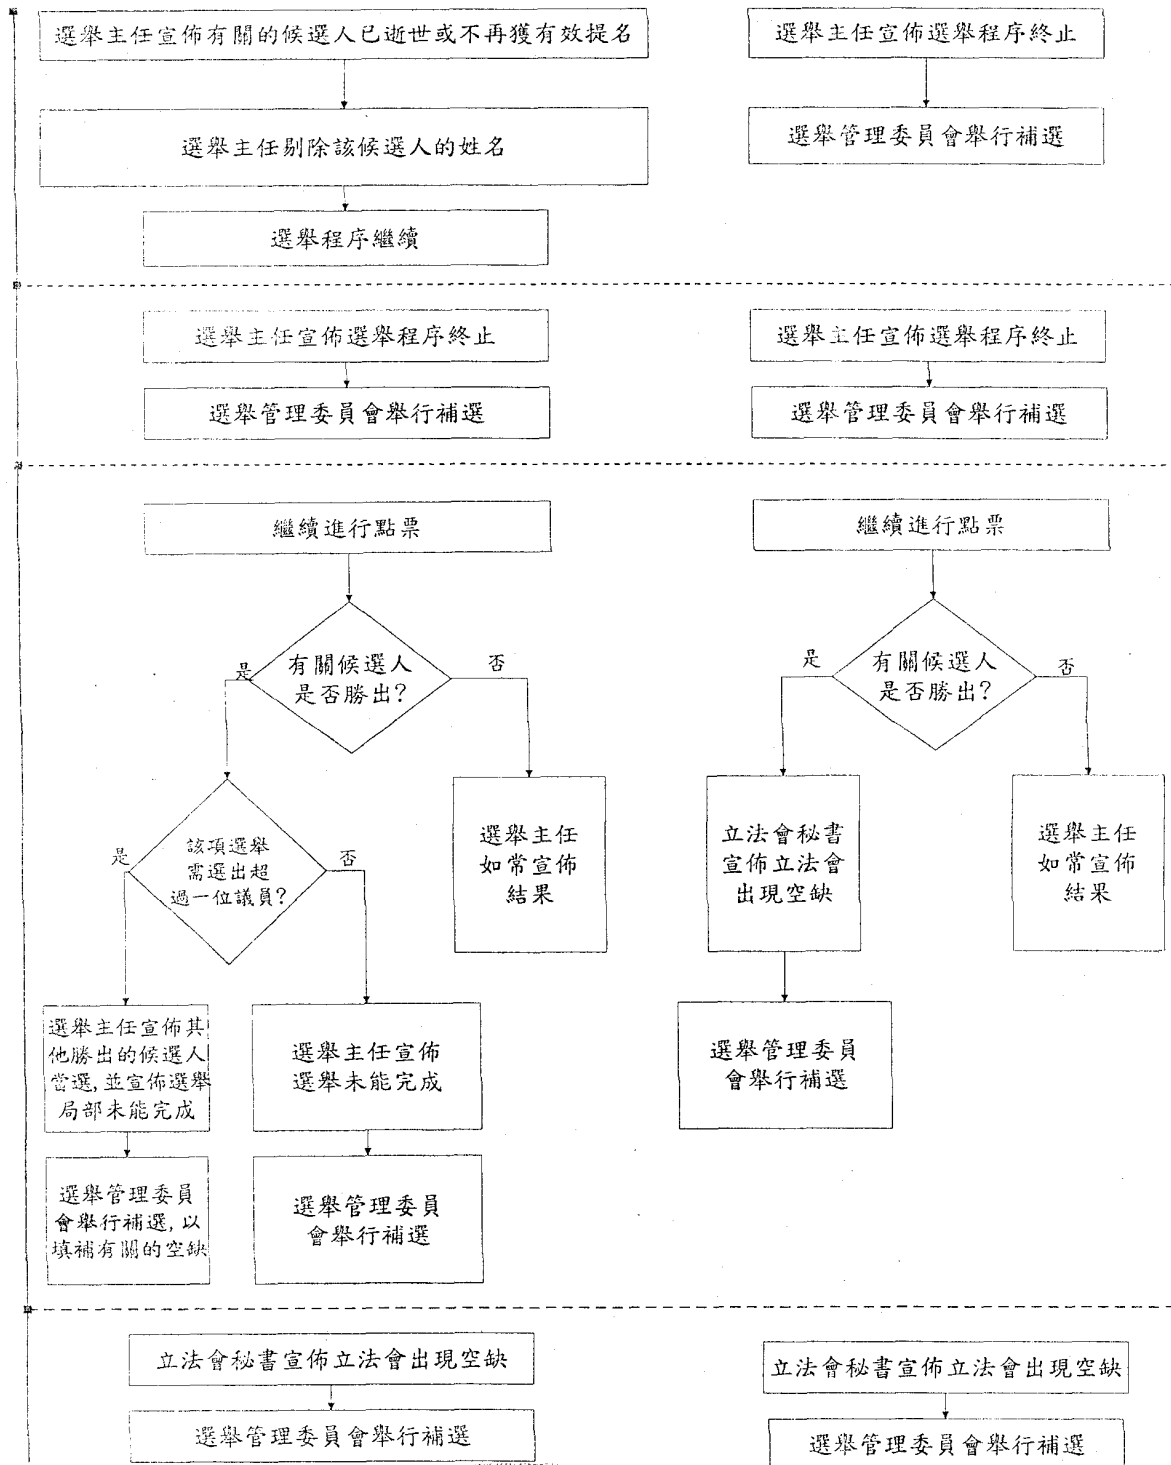 選舉主任宣佈有關的候選人已逝世或不再獲有效提名
選舉主任剔除該候選人的姓名
選舉程序繼續
選舉主任宣佈選舉程序終止
選舉管理委員會舉行補選
選舉主任宣佈選舉程序終止
選舉管理委員會舉行補選
選舉主任宣佈選舉程序終止
選舉管理委員會舉行補選
繼續進行點票
有關候選人
是否勝出?
是
否
該項選舉
需選出超
過一位議員?
是
否
選舉主任
如常宣佈
結果
選舉主任宣佈其
他勝出的候選人
當選,並宣佈選舉
局部未能完成
選舉主任宣佈
選舉未能完成
選舉管理委員
會舉行補選,以
填補有關的空缺
選舉管理委員
會舉行補選
繼續進行點票
有關候選人
是否勝出?
是
否
立法會秘書
宣佈立法會
出現空缺
選舉主任
如常宣佈
結果
選舉管理委員
會舉行補選
立法會秘書宣佈立法會出現空缺
選舉管理委員會舉行補選
立法會秘書宣佈立法會出現空缺
選舉管理委員會舉行補選